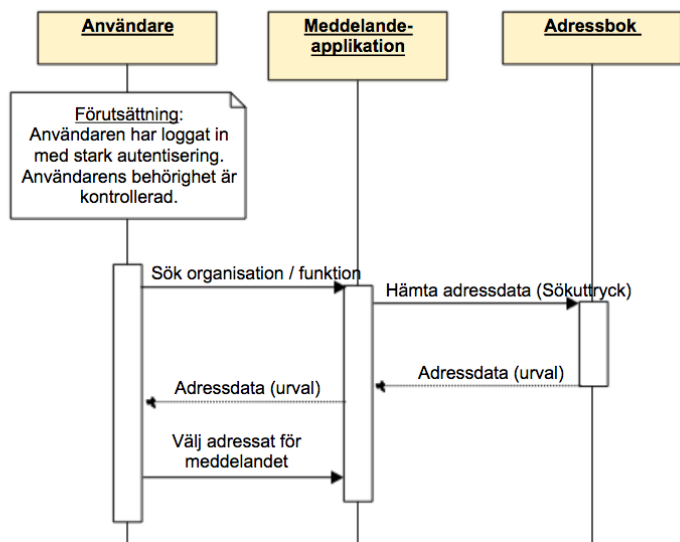 Användare
Meddelande-
applikation
Adressbok
Förutsättning:
Användaren har loggat in
med stark autentisering.
Användarens behörighet är
kontrollerad.
Sök organisation / funktion
Hämta adressdata (Sökuttryck)
Adressdata (urval)
Adressdata (urval)
Välj adressat för
meddelandet